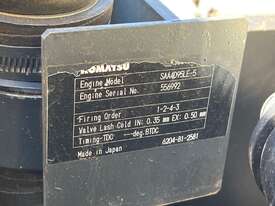 KOMATSU
Engine Model SAA4D95LE-5
Engine Serial No. 556992
Firing Order 1-2-4-3
Valve Lash Cold IN: 0.35 mm EX: 0.50 mm
Timing-TDC ---deg.BTDC
Made in Japan 6204-81-2581